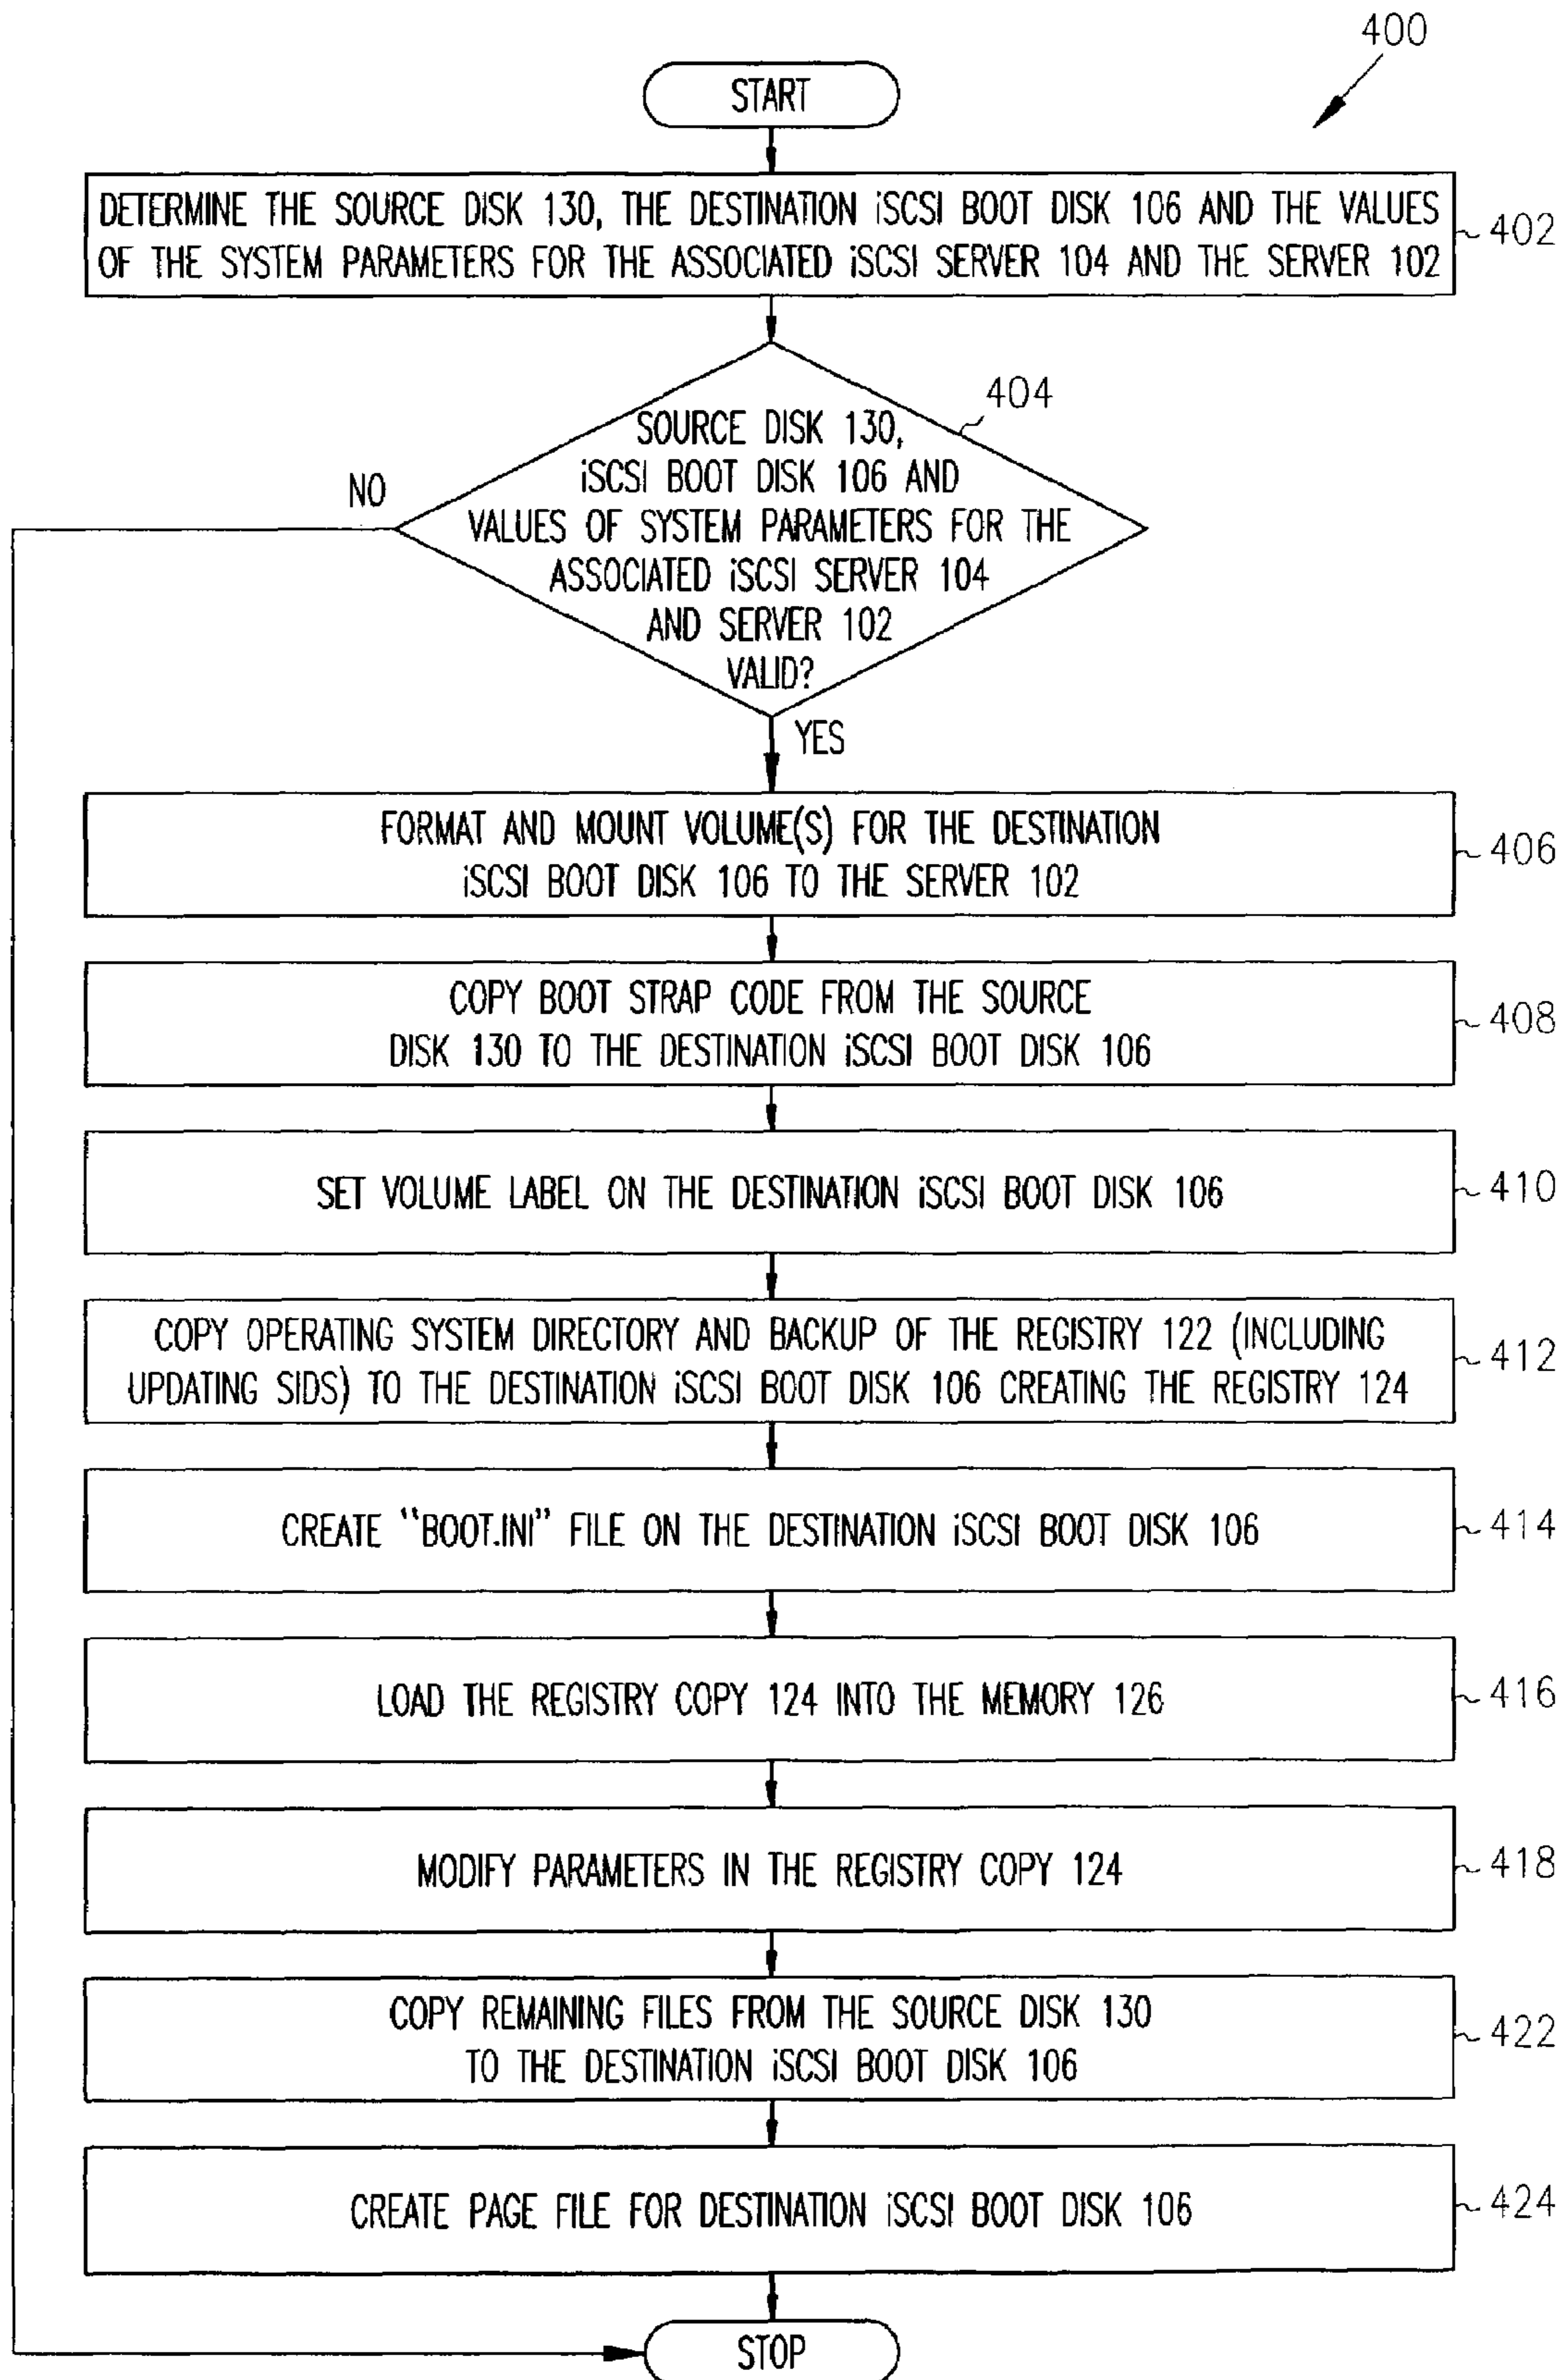 400
START
DETERMINE THE SOURCE DISK 130, THE DESTINATION iSCSI BOOT DISK 106 AND THE VALUES
OF THE SYSTEM PARAMETERS FOR THE ASSOCIATED iSCSI SERVER 104 AND THE SERVER 102
402
404
SOURCE DISK 130,
iSCSI BOOT DISK 106 AND
VALUES OF SYSTEM PARAMETERS FOR THE
ASSOCIATED iSCSI SERVER 104
AND SERVER 102
VALID?
NO
YES
FORMAT AND MOUNT VOLUME(S) FOR THE DESTINATION
iSCSI BOOT DISK 106 TO THE SERVER 102
406
COPY BOOT STRAP CODE FROM THE SOURCE
DISK 130 TO THE DESTINATION iSCSI BOOT DISK 106
408
SET VOLUME LABEL ON THE DESTINATION iSCSI BOOT DISK 106
410
COPY OPERATING SYSTEM DIRECTORY AND BACKUP OF THE REGISTRY 122 (INCLUDING
UPDATING SIDS) TO THE DESTINATION iSCSI BOOT DISK 106 CREATING THE REGISTRY 124
412
CREATE "BOOT.INI" FILE ON THE DESTINATION iSCSI BOOT DISK 106
414
LOAD THE REGISTRY COPY 124 INTO THE MEMORY 126
416
MODIFY PARAMETERS IN THE REGISTRY COPY 124
418
COPY REMAINING FILES FROM THE SOURCE DISK 130
TO THE DESTINATION iSCSI BOOT DISK 106
422
CREATE PAGE FILE FOR DESTINATION iSCSI BOOT DISK 106
424
STOP